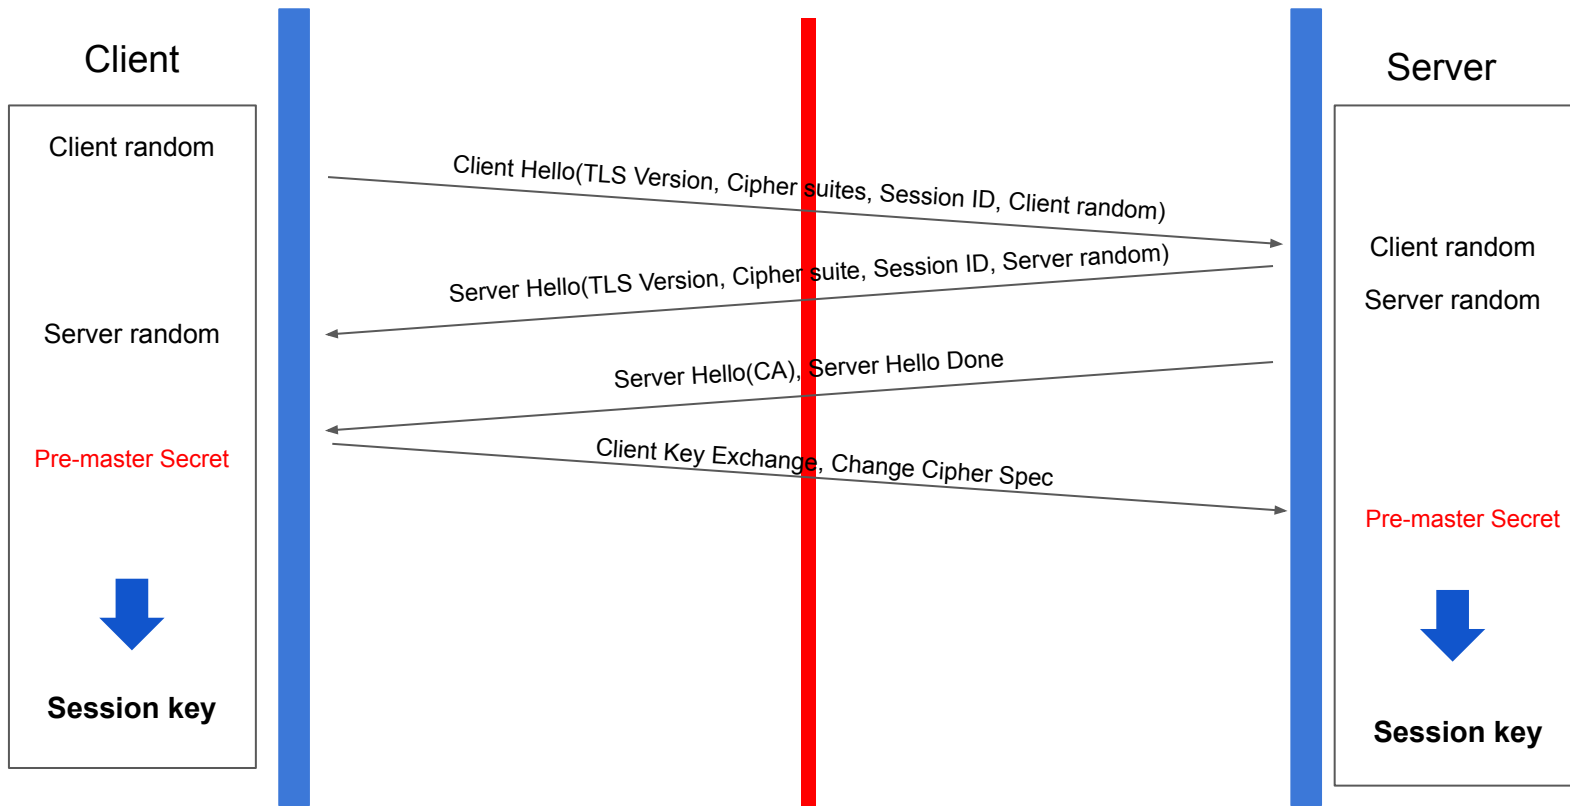 Client
Server
Client random
Client Hello(TLS Version, Cipher suites, Session ID, Client random)
Client random
Server Hello(TLS Version, Cipher suite, Session ID, Server random)
Server random
Server random
Server Hello(CA), Server Hello Done
Pre-master Secret
Client Key Exchange, Change Cipher Spec
Pre-master Secret
Session key
Session key